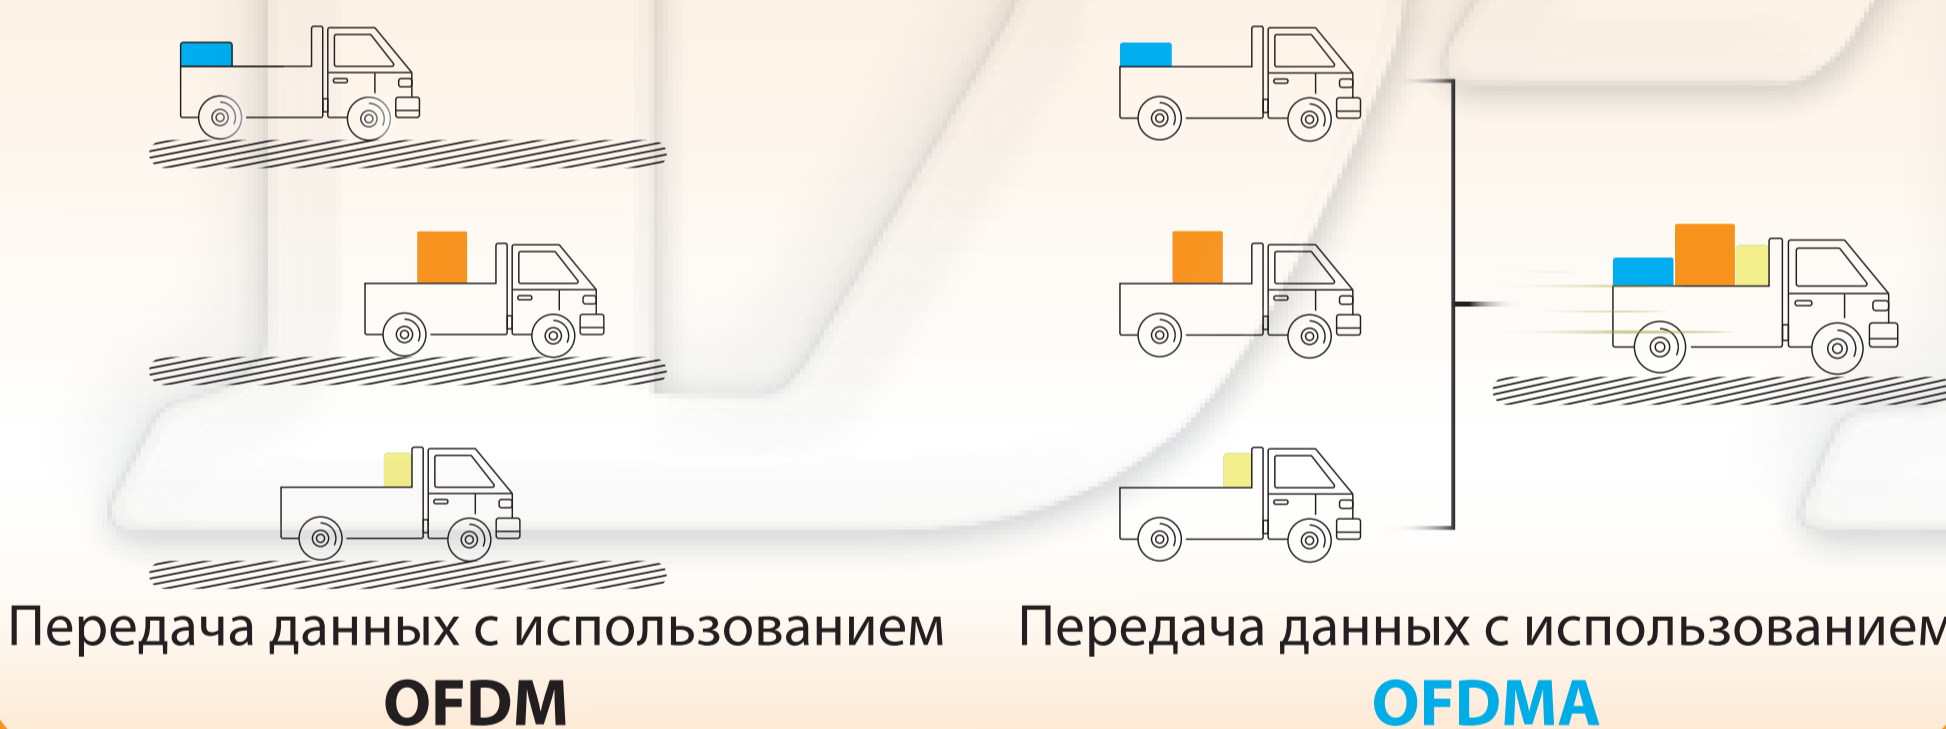 Передача данных с использованием
OFDM
Передача данных с использованием
OFDMA